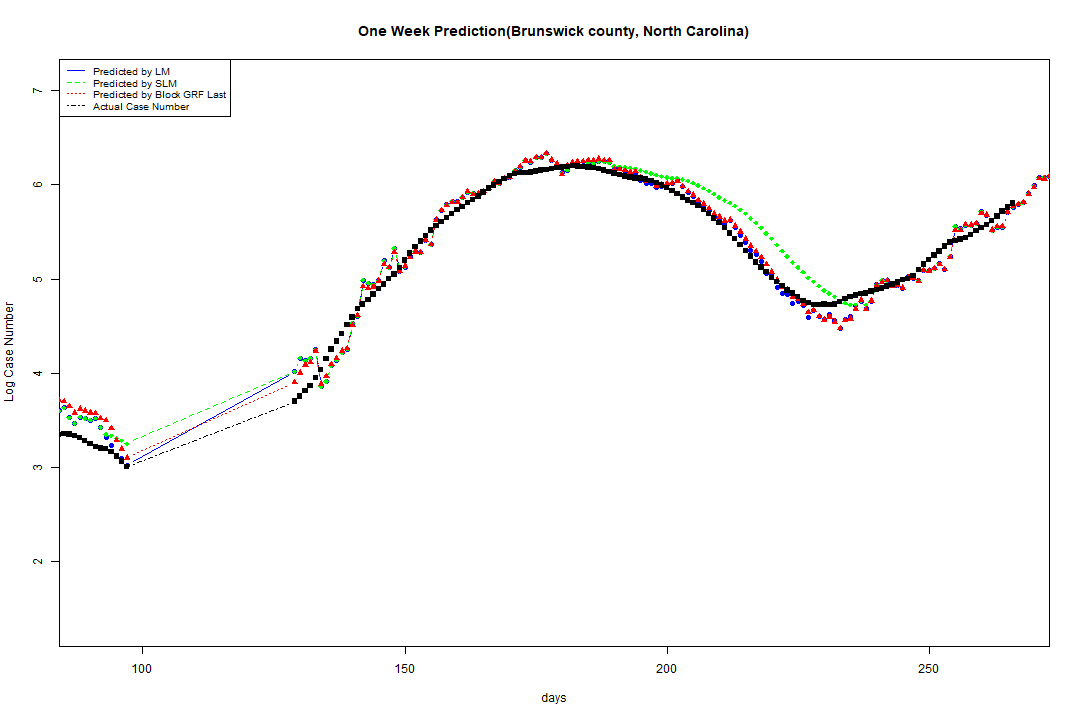 One Week Prediction(Brunswick county, North Carolina)
Predicted by LM
Predicted by SLM
Predicted by Block GRF Last
Actual Case Number
7
6
5
4
3
2
Log Case Number
100 150 200 250
days